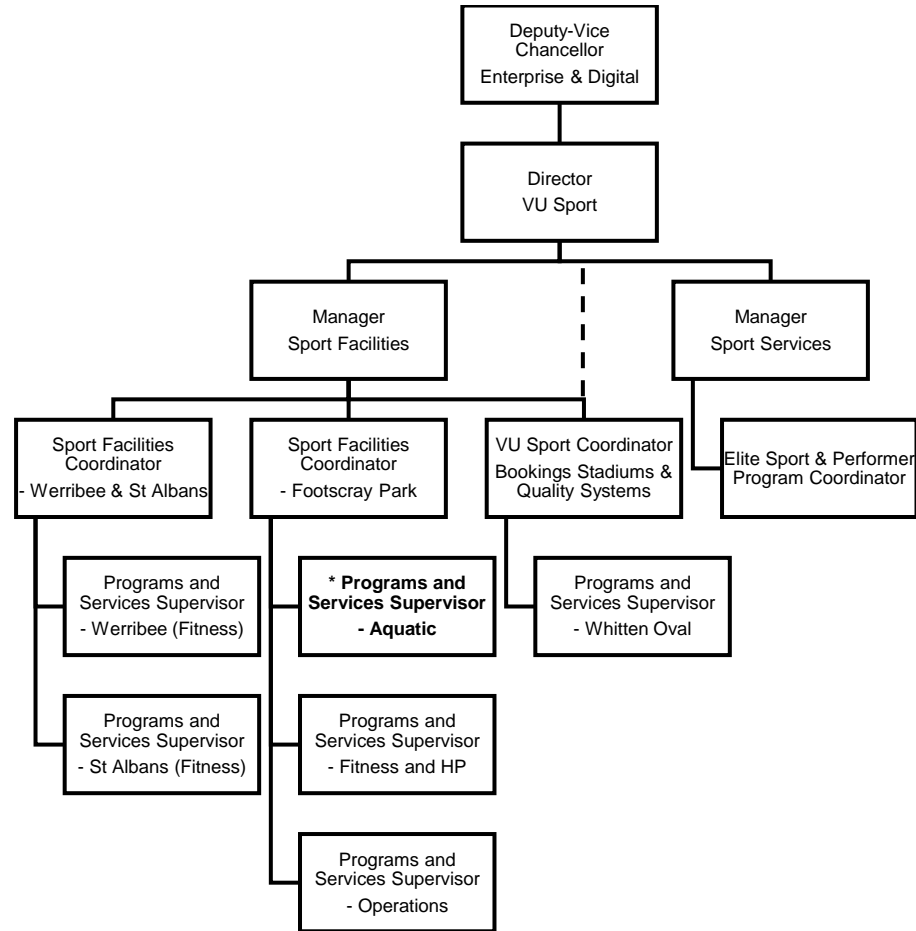 Deputy-Vice
Chancellor
Enterprise & Digital
Director
VU Sport
Manager
Sport Facilities
Manager
Sport Services
Sport Facilities
Coordinator
- Werribee & St Albans
Sport Facilities
Coordinator
- Footscray Park
VU Sport Coordinator
Bookings Stadiums &
Quality Systems
Elite Sport & Performer
Program Coordinator
Programs and
Services Supervisor
- Werribee (Fitness)
* Programs and
Services Supervisor
- Aquatic
Programs and
Services Supervisor
- Whitten Oval
Programs and
Services Supervisor
- St Albans (Fitness)
Programs and
Services Supervisor
- Fitness and HP
Programs and
Services Supervisor
- Operations